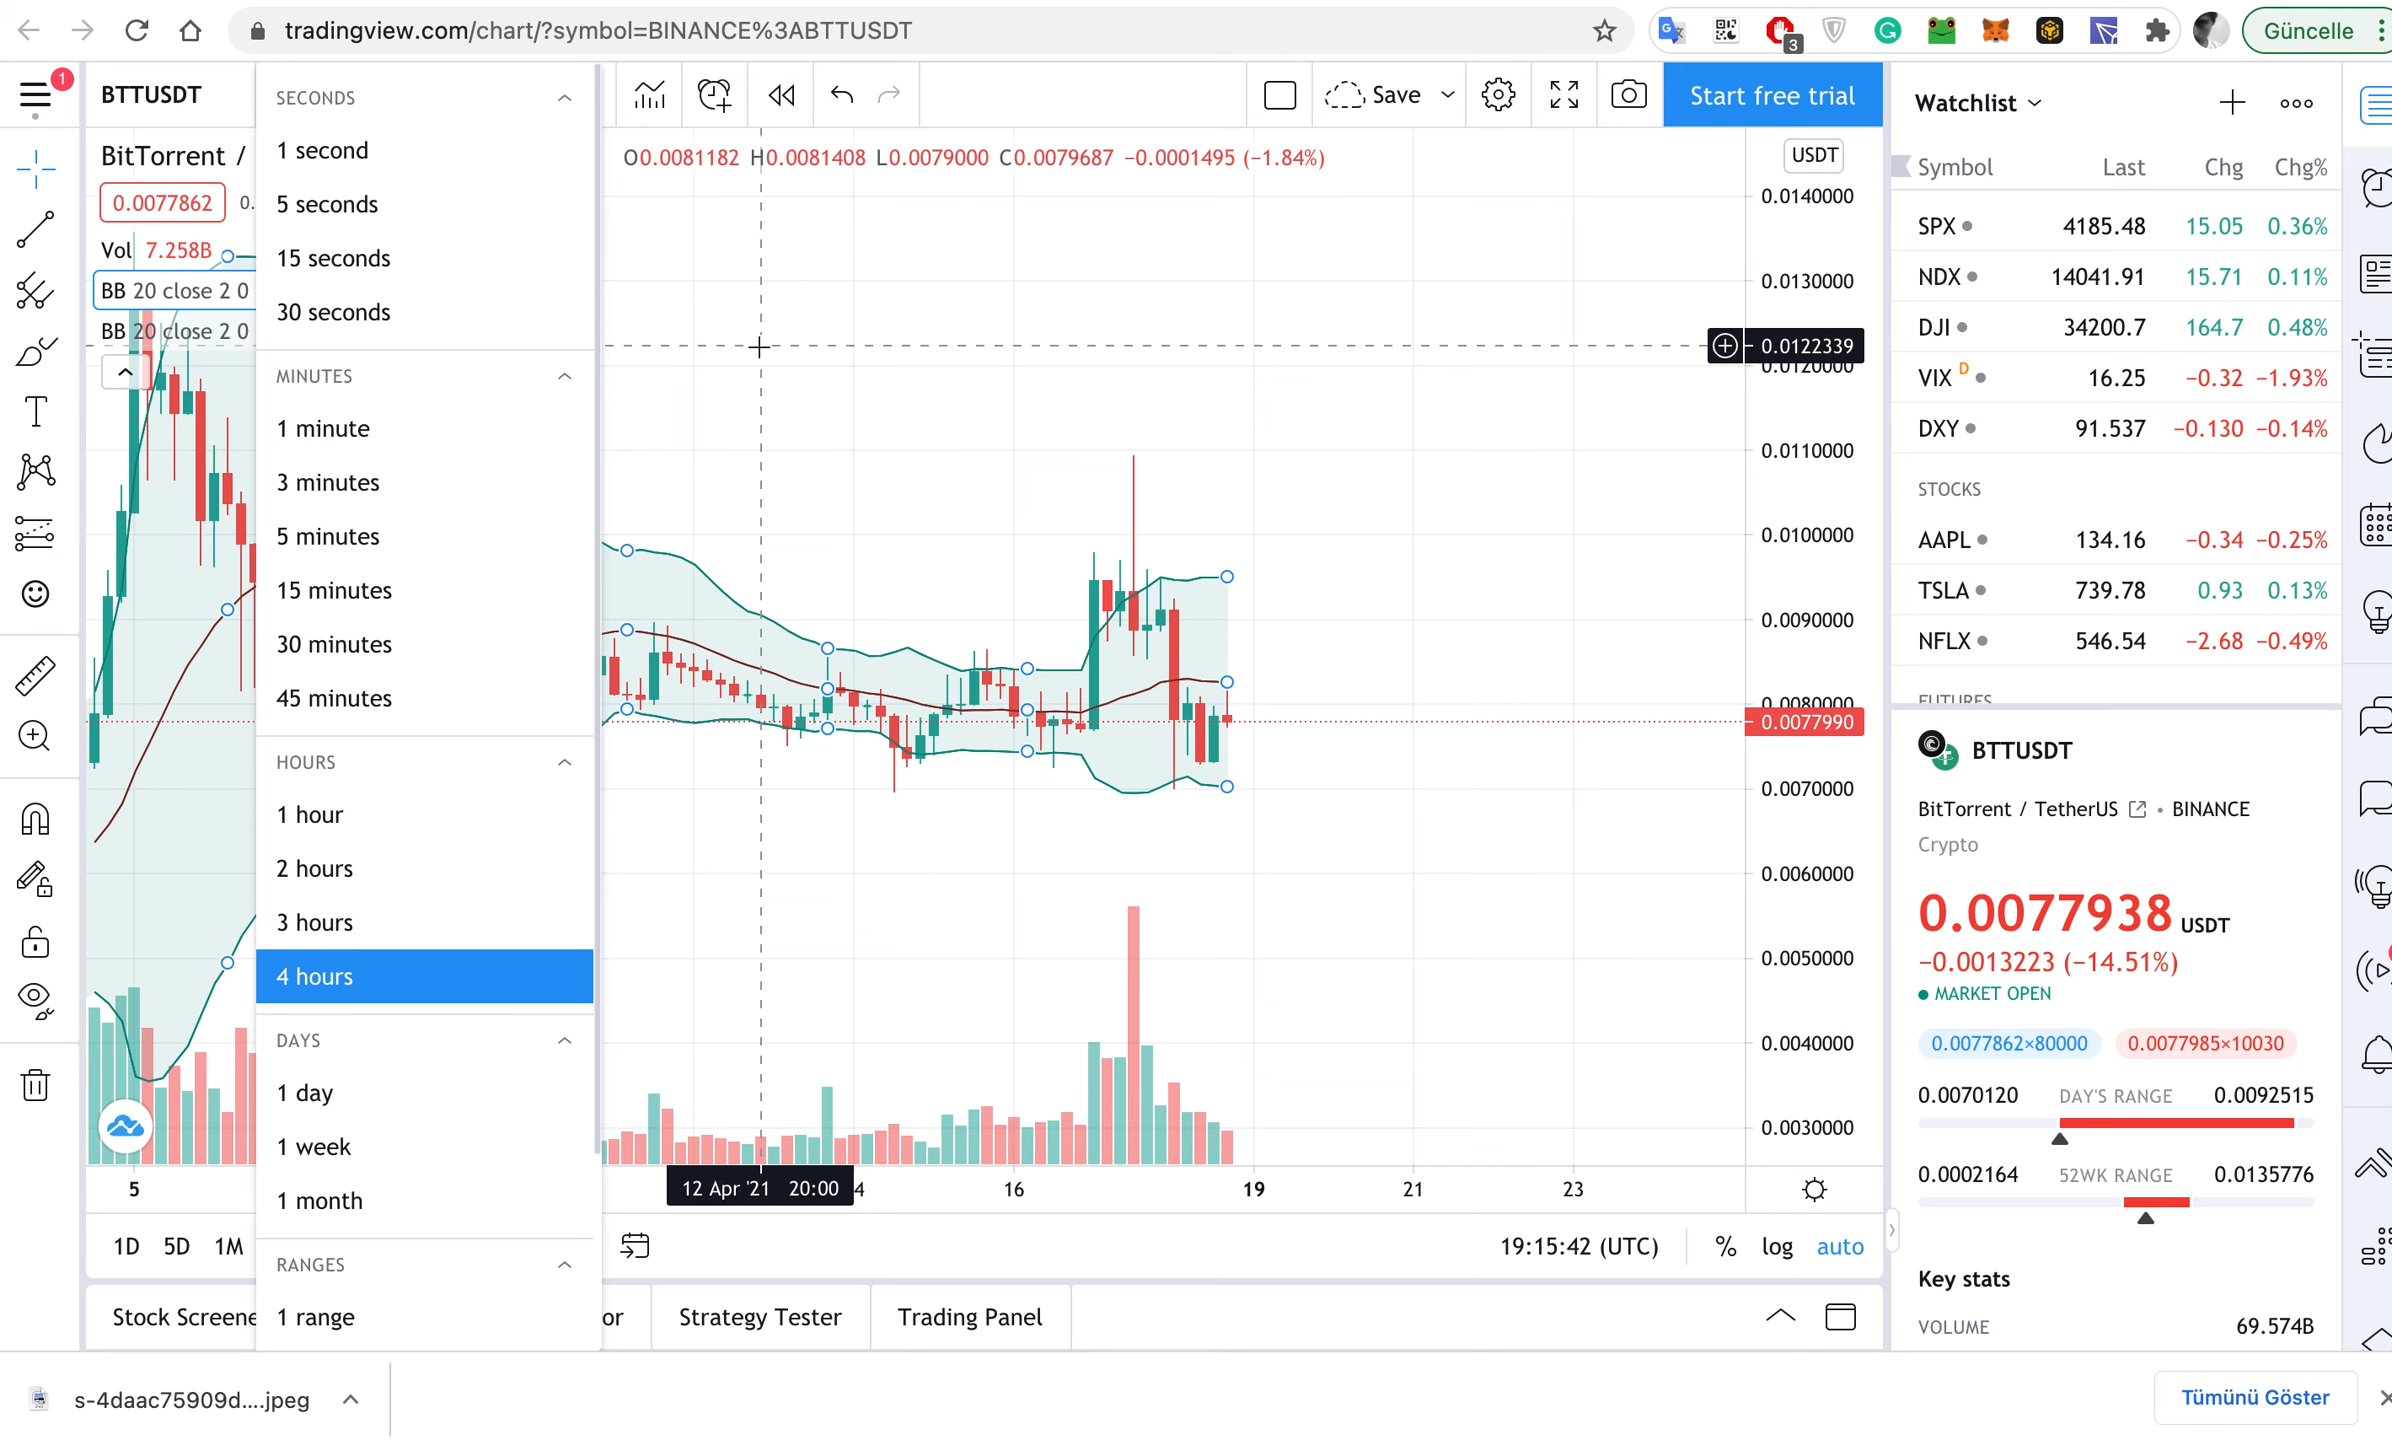 tradingview.com/chart/?symbol=BINANCE%3ABTTUSDT
3
Güncelle
1
BTTUSDT
Save
Start free trial
BitTorrent /
O0.0081182 H0.0081408 L0.0079000 C0.0079687 −0.0001495 (−1.84%)
0.0077862
0.
Vol 7.258B
BB 20 close 2 0
BB 20 close 2 0
SECONDS
1 second
5 seconds
15 seconds
30 seconds
MINUTES
1 minute
3 minutes
5 minutes
15 minutes
30 minutes
45 minutes
HOURS
1 hour
2 hours
3 hours
4 hours
DAYS
1 day
1 week
1 month
RANGES
1 range
USDT
0.0140000
0.0130000
0.0122339
0.0120000
0.0110000
0.0100000
0.0090000
0.0080000
0.0077990
0.0070000
0.0060000
0.0050000
0.0040000
0.0030000
5
12 Apr '21 20:00
4
16
19
21
23
1D 5D 1M
19:15:42 (UTC)
% log auto
Stock Screene
or
Strategy Tester
Trading Panel
Watchlist
Symbol Last Chg Chg%
SPX 4185.48 15.05 0.36%
NDX 14041.91 15.71 0.11%
DJI 34200.7 164.7 0.48%
VIX D 16.25 −0.32 −1.93%
DXY 91.537 −0.130 −0.14%
STOCKS
AAPL 134.16 −0.34 −0.25%
TSLA 739.78 0.93 0.13%
NFLX 546.54 −2.68 −0.49%
FUTURES
BTTUSDT
BitTorrent / TetherUS • BINANCE
Crypto
0.0077938 USDT
−0.0013223 (−14.51%)
MARKET OPEN
0.0077862×80000 0.0077985×10030
0.0070120 DAY'S RANGE 0.0092515
0.0002164 52WK RANGE 0.0135776
Key stats
VOLUME 69.574B
s-4daac75909d....jpeg
Tümünü Göster